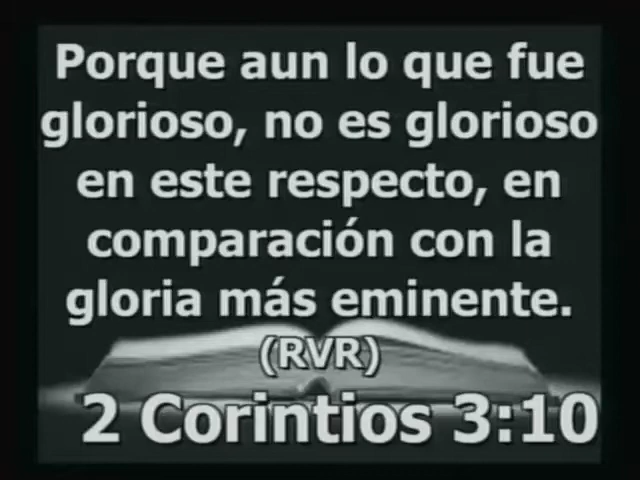 Porque aun lo que fue
glorioso, no es glorioso
en este respecto, en
comparación con la
gloria más eminente.
(RVR)
2 Corintios 3:10